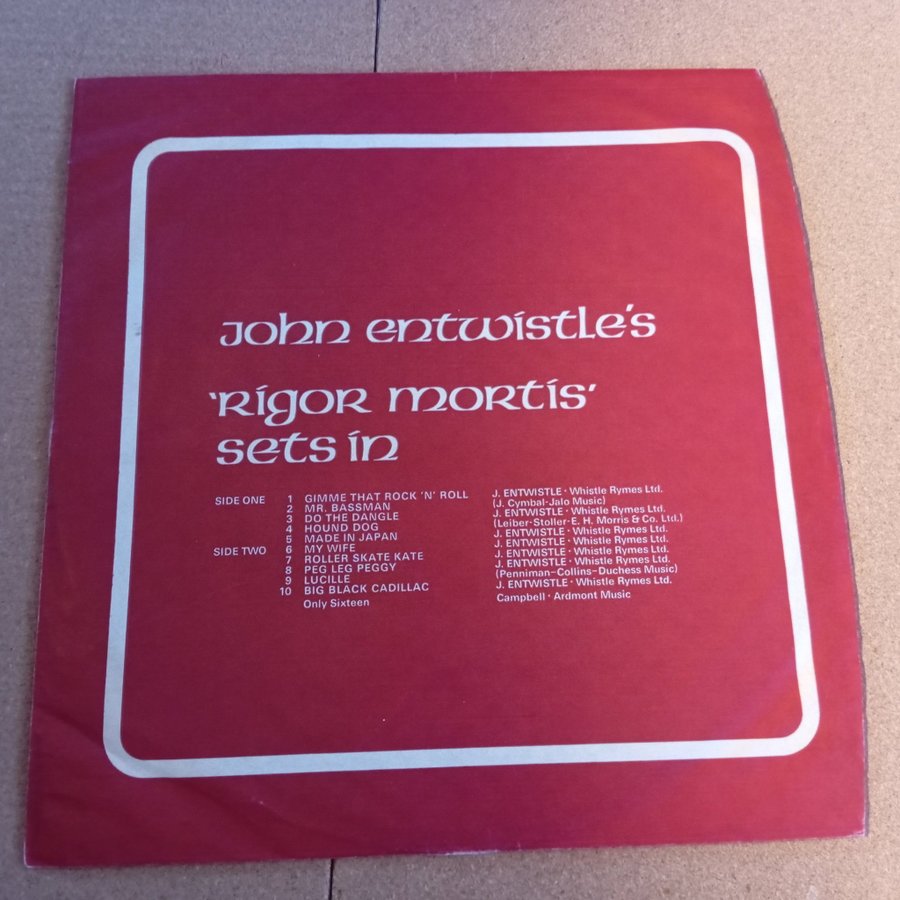 John Entwistle's
'Rigor Mortis'
sets in
SIDE ONE 1 GIMME THAT ROCK 'N' ROLL J. ENTWISTLE · Whistle Rymes Ltd.
2 MR. BASSMAN (J. Cymbal-Jalo Music)
3 DO THE DANGLE J. ENTWISTLE · Whistle Rymes Ltd.
4 HOUND DOG (Leiber-Stoller-E. H. Morris & Co. Ltd.)
5 MADE IN JAPAN J. ENTWISTLE · Whistle Rymes Ltd.
SIDE TWO 6 MY WIFE J. ENTWISTLE · Whistle Rymes Ltd.
7 ROLLER SKATE KATE J. ENTWISTLE · Whistle Rymes Ltd.
8 PEG LEG PEGGY J. ENTWISTLE · Whistle Rymes Ltd.
9 LUCILLE (Penniman-Collins-Duchess Music)
10 BIG BLACK CADILLAC J. ENTWISTLE · Whistle Rymes Ltd.
Only Sixteen Campbell · Ardmont Music